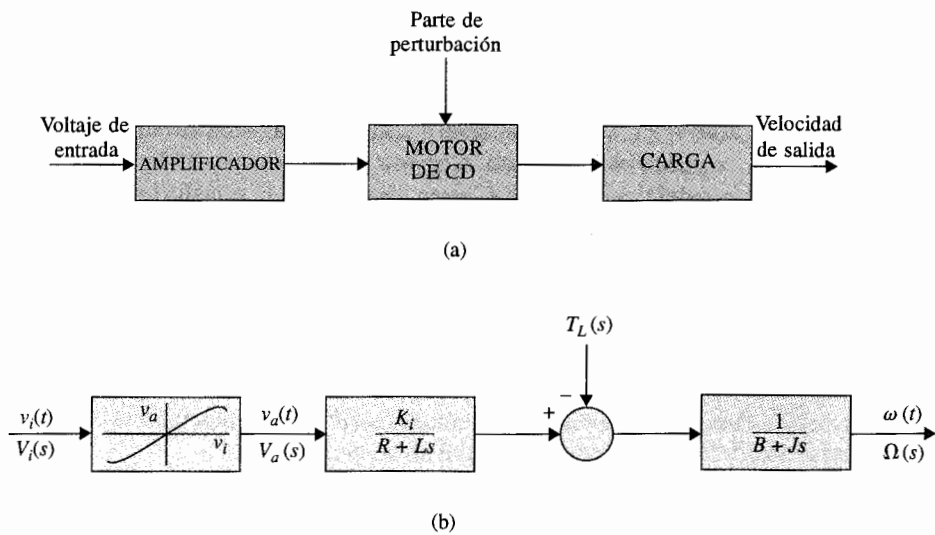 Parte de
perturbación
Voltaje de
entrada
AMPLIFICADOR
MOTOR
DE CD
CARGA
Velocidad
de salida
(a)
T_L(s)
v_i(t)
V_i(s)
v_a
v_i
v_a(t)
V_a(s)
K_i
R + Ls
+
−
1
B + Js
ω(t)
Ω(s)
(b)